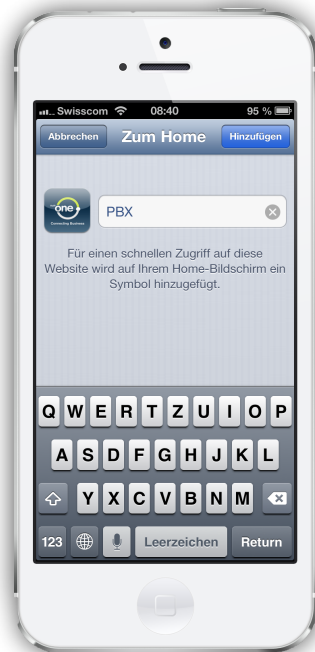 Swisscom 08:40 95 %
Abbrechen Zum Home Hinzufügen
one
Connecting Business
PBX
Für einen schnellen Zugriff auf diese
Website wird auf Ihrem Home-Bildschirm ein
Symbol hinzugefügt.
Q W E R T Z U I O P
A S D F G H J K L
Y X C V B N M
123 Leerzeichen Return